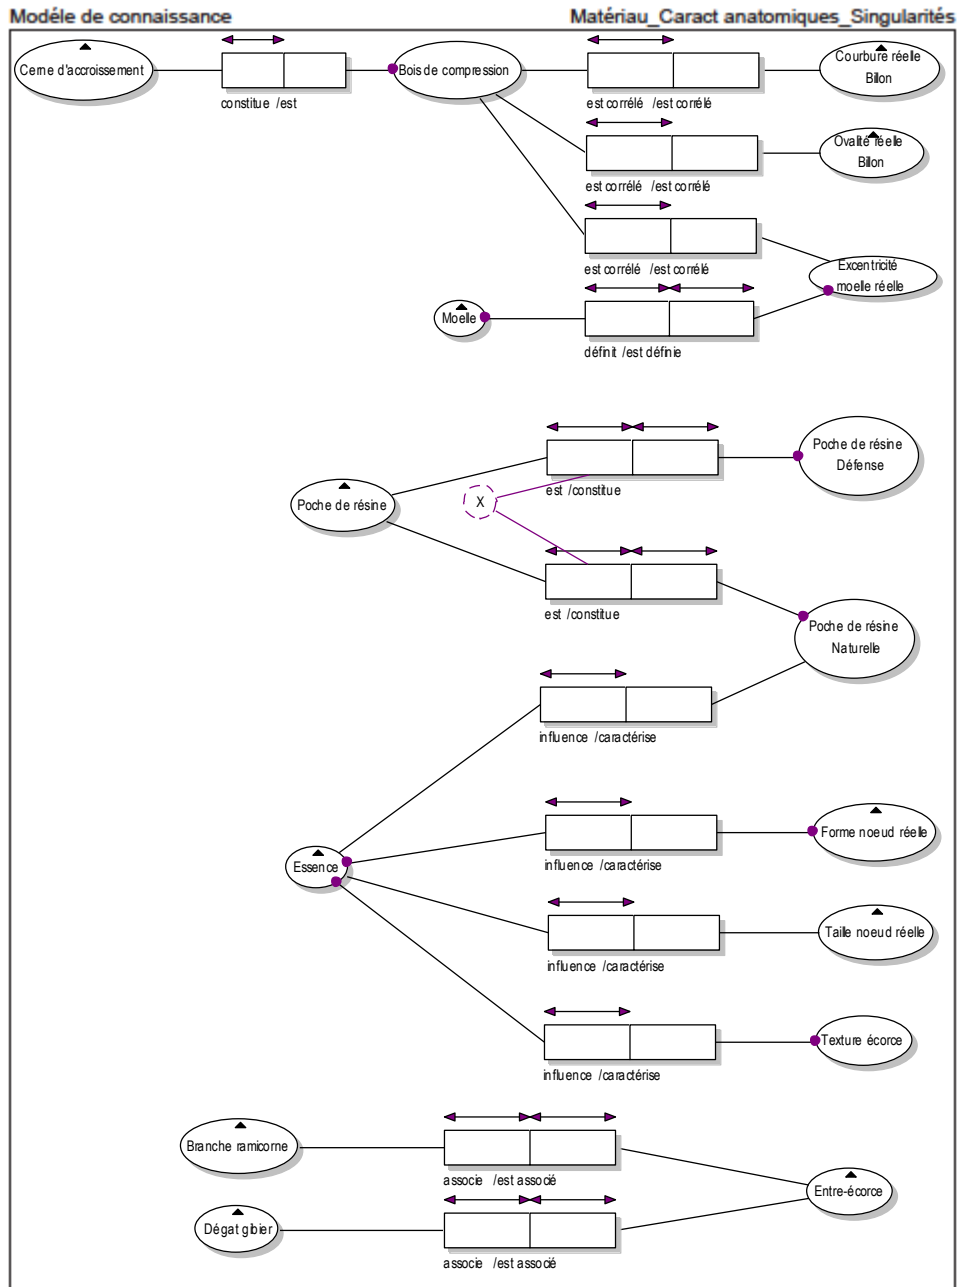 Modéle de connaissance
Matériau_Caract anatomiques_Singularités
Cerne d'accroissement
constitue /est
Bois de compression
est corrélé /est corrélé
Courbure réelle
Billon
est corrélé /est corrélé
Ovalité réelle
Billon
est corrélé /est corrélé
Excentricité
moelle réelle
Moelle
définit /est définie
Poche de résine
Défense
est /constitue
X
Poche de résine
est /constitue
Poche de résine
Naturelle
influence /caractérise
Essence
Forme noeud réelle
influence /caractérise
Taille noeud réelle
influence /caractérise
Texture écorce
influence /caractérise
Branche ramicorne
associe /est associé
Entre-écorce
Dégat gibier
associe /est associé